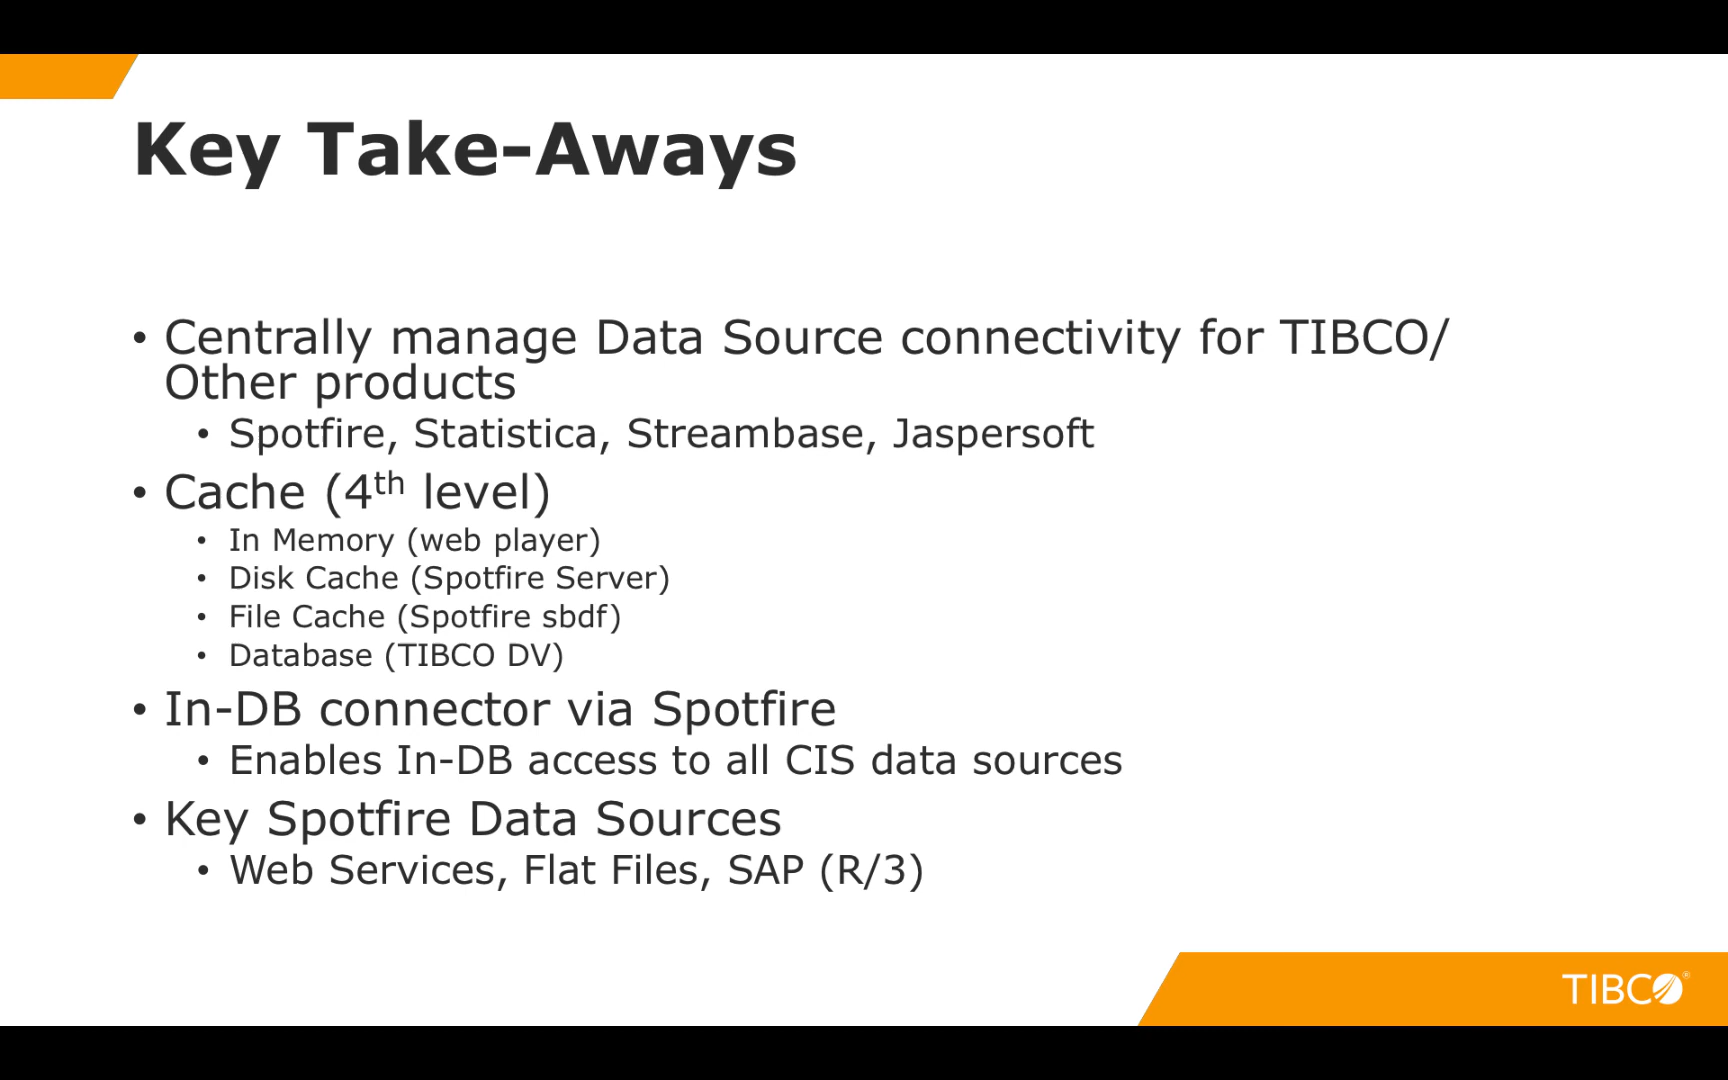 Key Take-Aways
• Centrally manage Data Source connectivity for TIBCO/
Other products
• Spotfire, Statistica, Streambase, Jaspersoft
• Cache (4th level)
• In Memory (web player)
• Disk Cache (Spotfire Server)
• File Cache (Spotfire sbdf)
• Database (TIBCO DV)
• In-DB connector via Spotfire
• Enables In-DB access to all CIS data sources
• Key Spotfire Data Sources
• Web Services, Flat Files, SAP (R/3)
TIBCO®